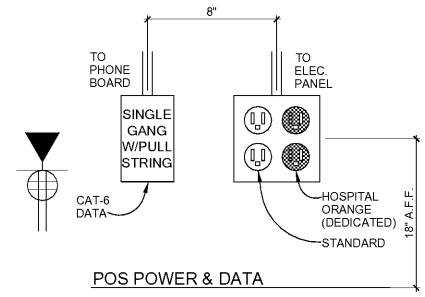 8"
TO
PHONE
BOARD
TO
ELEC.
PANEL
SINGLE
GANG
W/PULL
STRING
CAT-6
DATA
HOSPITAL
ORANGE
(DEDICATED)
STANDARD
18" A.F.F.
POS POWER & DATA